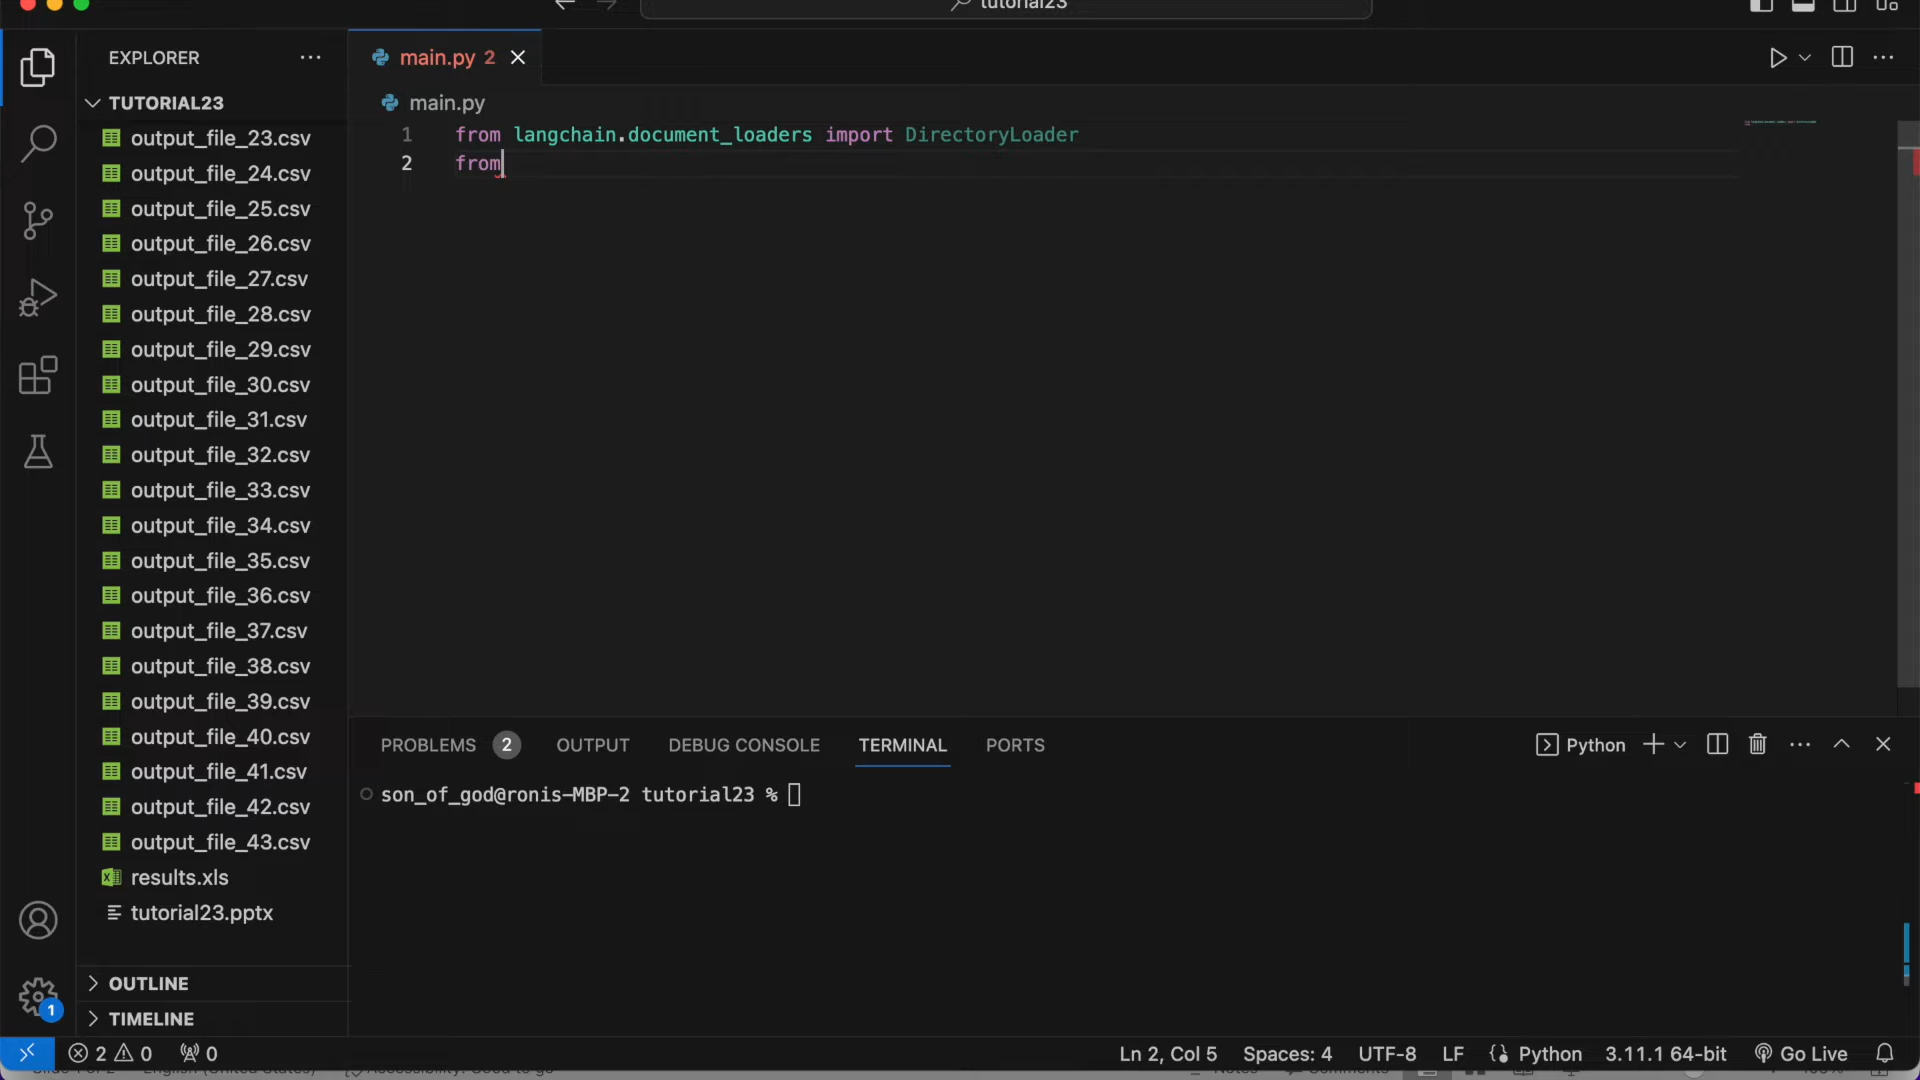 tutorial23
EXPLORER
main.py 2
TUTORIAL23
main.py
output_file_23.csv
output_file_24.csv
output_file_25.csv
output_file_26.csv
output_file_27.csv
output_file_28.csv
output_file_29.csv
output_file_30.csv
output_file_31.csv
output_file_32.csv
output_file_33.csv
output_file_34.csv
output_file_35.csv
output_file_36.csv
output_file_37.csv
output_file_38.csv
output_file_39.csv
output_file_40.csv
output_file_41.csv
output_file_42.csv
output_file_43.csv
results.xls
tutorial23.pptx
OUTLINE
TIMELINE
1 from langchain.document_loaders import DirectoryLoader
2 from
PROBLEMS 2 OUTPUT DEBUG CONSOLE TERMINAL PORTS Python
son_of_god@ronis-MBP-2 tutorial23 %
1
2 0 0 Ln 2, Col 5 Spaces: 4 UTF-8 LF Python 3.11.1 64-bit Go Live